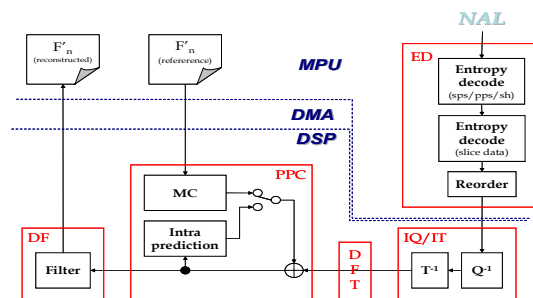 NAL
F'n
(reconstructed)
F'n
(refererence)
MPU
ED
Entropy
decode
(sps/pps/sh)
DMA
DSP
Entropy
decode
(slice data)
PPC
MC
Reorder
Intra
prediction
DF
IQ/IT
Filter
D
F
T
T-1
Q-1